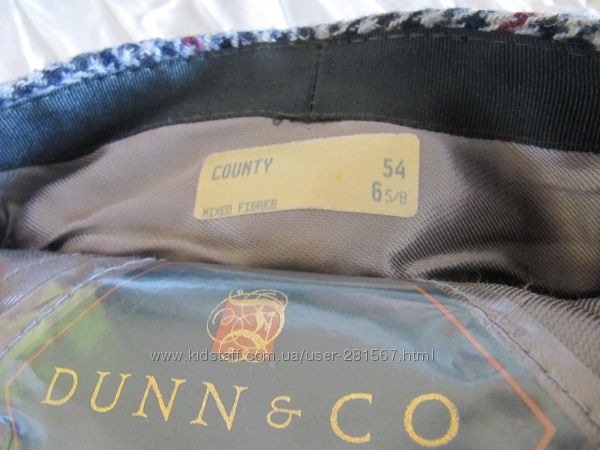 COUNTY 54
6 5/8
MIXED FIBRES
© www.kidstaff.com.ua/user-281567.html
DUNN & CO